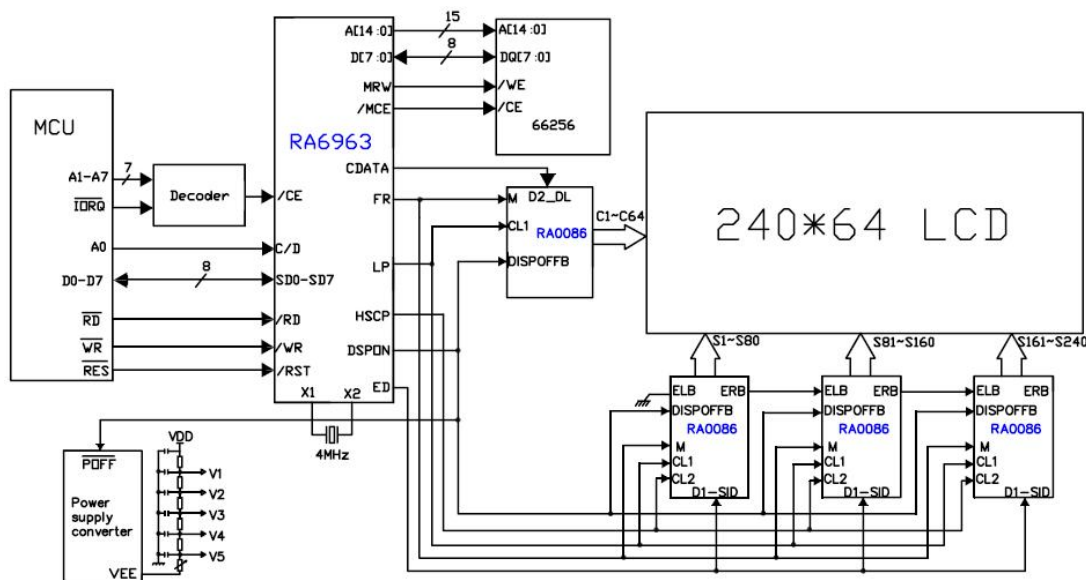 15
A[14:0]
A[14:0]
8
D[7:0]
DQ[7:0]
MRW
/WE
/MCE
/CE
66256
MCU
RA6963
A1-A7
7
IORQ
Decoder
/CE
A0
C/D
D0-D7
8
SD0-SD7
RD
/RD
WR
/WR
RES
/RST
X1
X2
4MHz
CDATA
FR
LP
HSCP
DSPON
ED
D2_DL
M
RA0086
CL1
DISPOFFB
C1~C64
240*64 LCD
S1~S80
S81~S160
S161~S240
ELB
ERB
DISPOFFB
RA0086
M
CL1
CL2
D1-SID
ELB
ERB
DISPOFFB
RA0086
M
CL1
CL2
D1-SID
ELB
ERB
DISPOFFB
RA0086
M
CL1
CL2
D1-SID
POFF
Power
supply
converter
VEE
VDD
V1
V2
V3
V4
V5